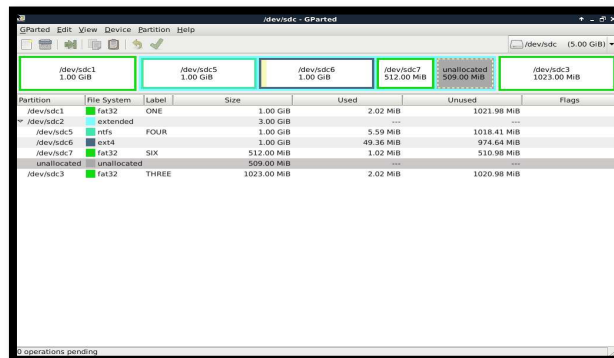 /dev/sdc - GParted
GParted Edit View Device Partition Help
/dev/sdc (5.00 GiB)
/dev/sdc1
1.00 GiB
/dev/sdc5
1.00 GiB
/dev/sdc6
1.00 GiB
/dev/sdc7
512.00 MiB
unallocated
509.00 MiB
/dev/sdc3
1023.00 MiB
Partition File System Label Size Used Unused Flags
/dev/sdc1 fat32 ONE 1.00 GiB 2.02 MiB 1021.98 MiB
/dev/sdc2 extended 3.00 GiB --- ---
/dev/sdc5 ntfs FOUR 1.00 GiB 5.59 MiB 1018.41 MiB
/dev/sdc6 ext4 1.00 GiB 49.36 MiB 974.64 MiB
/dev/sdc7 fat32 SIX 512.00 MiB 1.02 MiB 510.98 MiB
unallocated unallocated 509.00 MiB --- ---
/dev/sdc3 fat32 THREE 1023.00 MiB 2.02 MiB 1020.98 MiB
0 operations pending